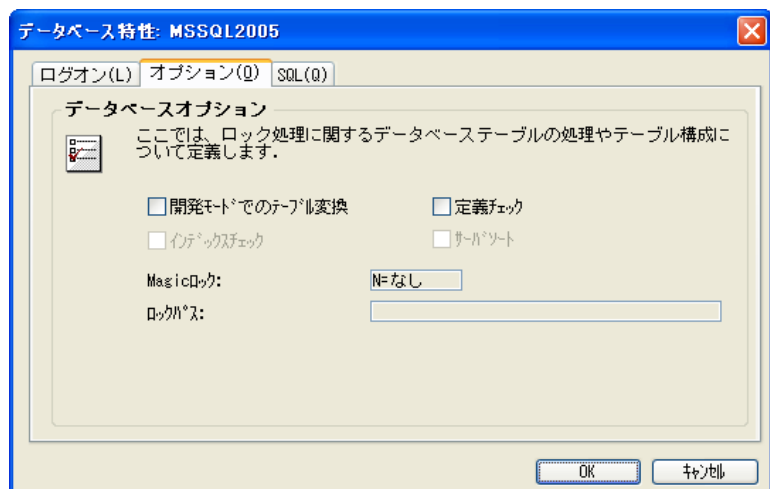 データベース特性: MSSQL2005
ログオン(L) オプション(O) SQL(Q)
データベースオプション
ここでは、ロック処理に関するデータベーステーブルの処理やテーブル構成に
ついて定義します.
開発モードでのテーブル変換 定義チェック
インデックスチェック サーバソート
Magicロック: N=なし
ロックパス:
OK キャンセル